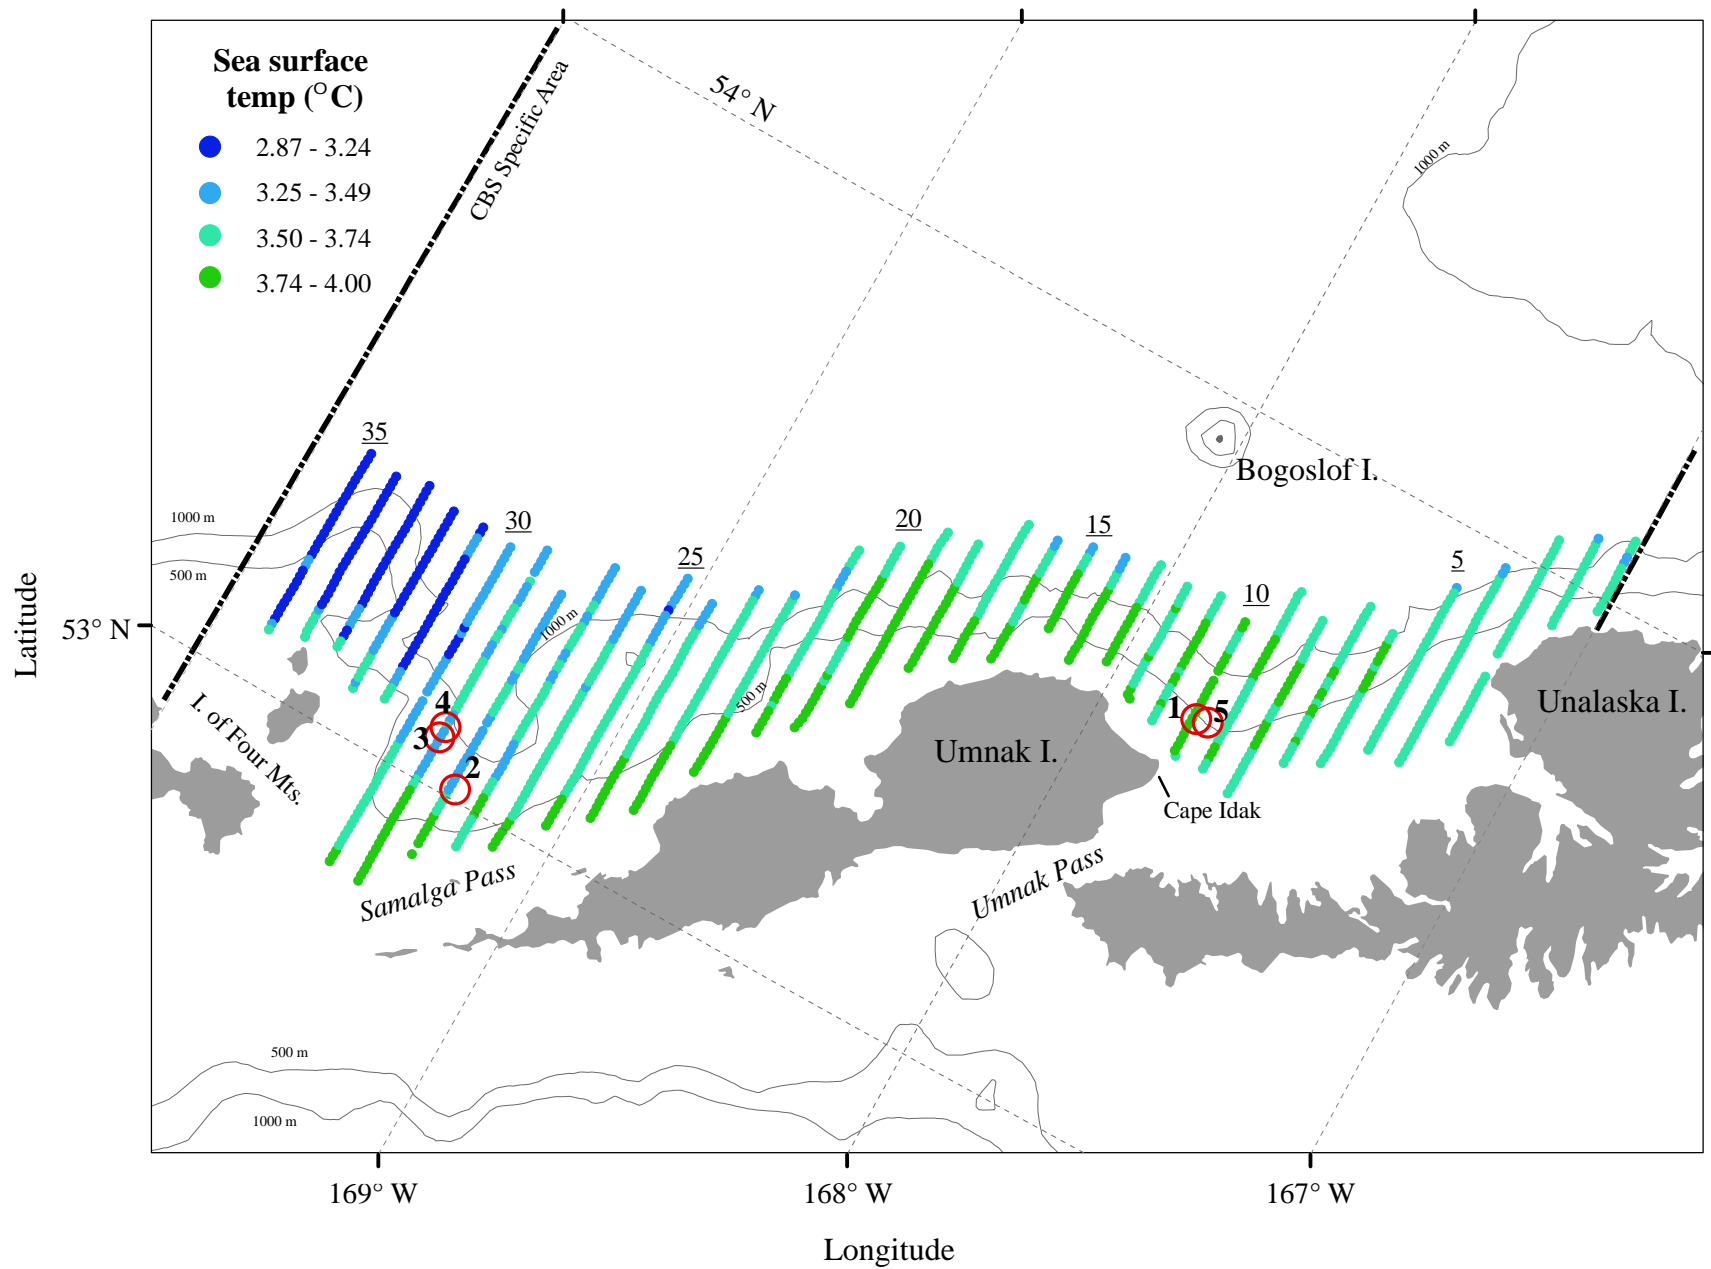 Sea surface
temp (°C)
2.87 - 3.24
3.25 - 3.49
3.50 - 3.74
3.74 - 4.00
CBS Specific Area
54° N
1000 m
35
30
25
20
15
10
5
Bogoslof I.
1000 m
500 m
1000 m
500 m
53° N
Latitude
I. of Four Mts.
4
3
2
1
5
Umnak I.
Unalaska I.
Cape Idak
Samalga Pass
Umnak Pass
500 m
1000 m
169° W
168° W
167° W
Longitude